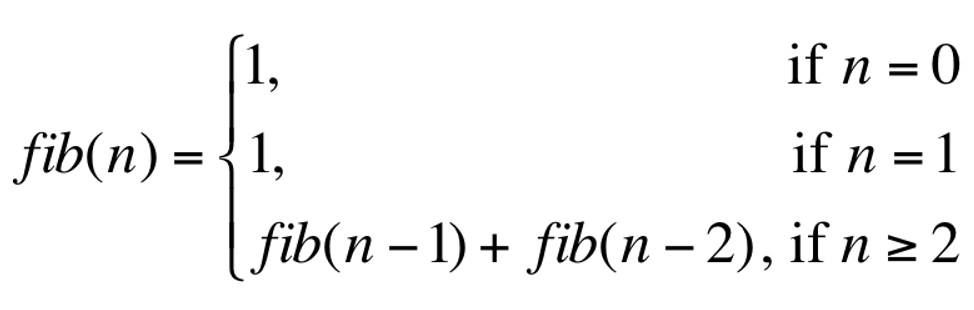 1, if n = 0
fib(n) = { 1, if n = 1
fib(n − 1) + fib(n − 2), if n ≥ 2